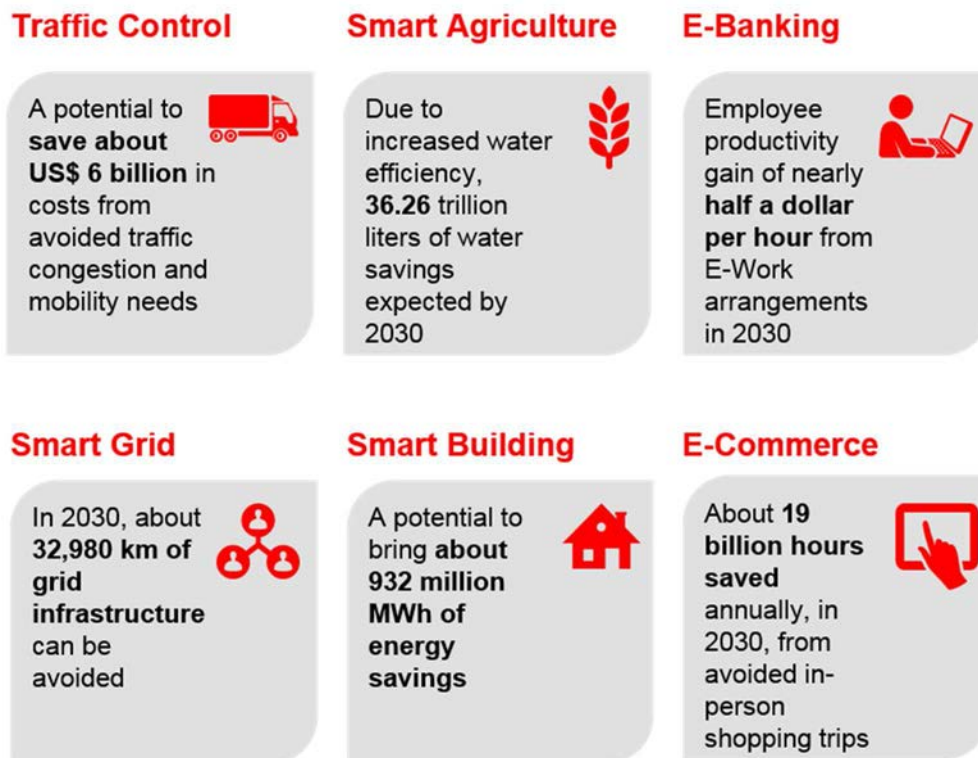 Traffic Control
A potential to
save about
US$ 6 billion in
costs from
avoided traffic
congestion and
mobility needs
Smart Agriculture
Due to
increased water
efficiency,
36.26 trillion
liters of water
savings
expected by
2030
E-Banking
Employee
productivity
gain of nearly
half a dollar
per hour from
E-Work
arrangements
in 2030
Smart Grid
In 2030, about
32,980 km of
grid
infrastructure
can be
avoided
Smart Building
A potential to
bring about
932 million
MWh of
energy
savings
E-Commerce
About 19
billion hours
saved
annually, in
2030, from
avoided in-
person
shopping trips